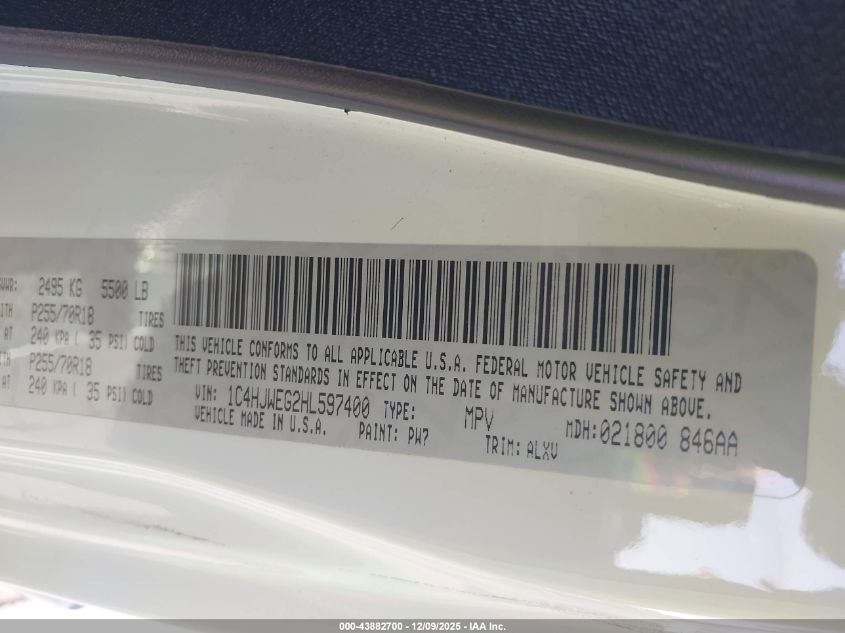 GVWR: 2495 KG 5500 LB
P255/70R18 TIRES
AT 240 KPA ( 35 PSI) COLD
P255/70R18 TIRES
AT 240 KPA ( 35 PSI) COLD
THIS VEHICLE CONFORMS TO ALL APPLICABLE U.S.A. FEDERAL MOTOR VEHICLE SAFETY AND
THEFT PREVENTION STANDARDS IN EFFECT ON THE DATE OF MANUFACTURE SHOWN ABOVE.
VIN: 1C4HJWEG2HL597400 TYPE: MPV MDH:021800 846AA
VEHICLE MADE IN U.S.A. PAINT: PW7 TRIM: ALXV
000-43882700 - 12/09/2025 - IAA Inc.